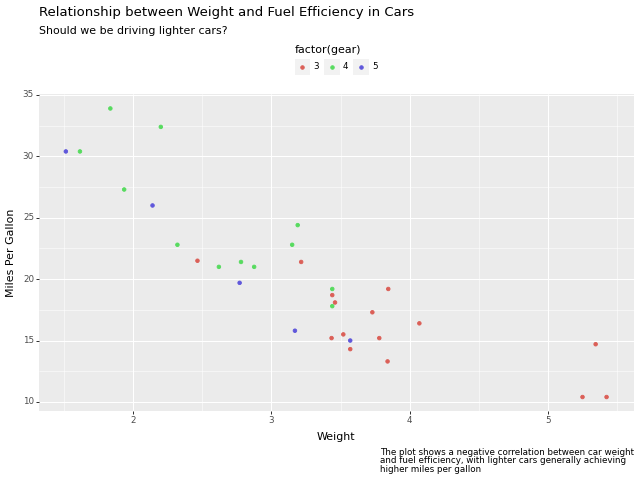 Relationship between Weight and Fuel Efficiency in Cars
Should we be driving lighter cars?
factor(gear)
3 4 5
35
30
25
20
15
10
Miles Per Gallon
2 3 4 5
Weight
The plot shows a negative correlation between car weight
and fuel efficiency, with lighter cars generally achieving
higher miles per gallon